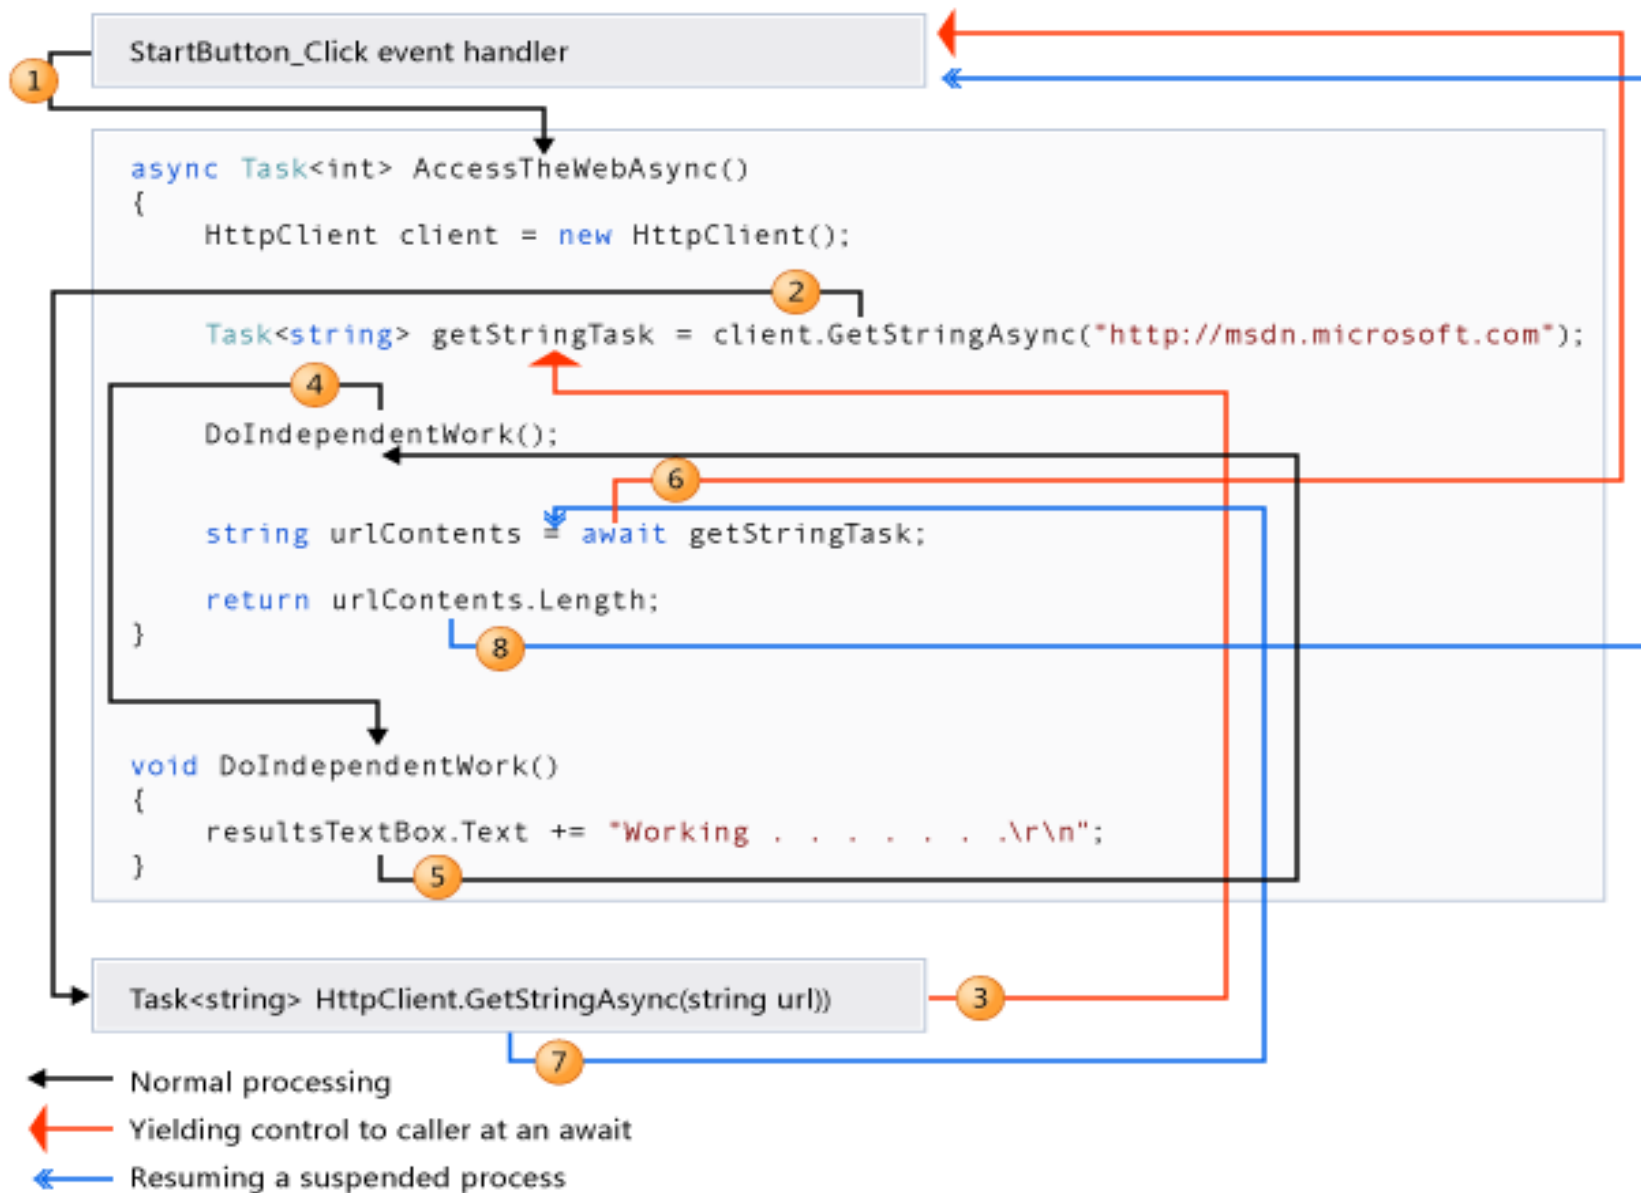 StartButton_Click event handler
1
async Task<int> AccessTheWebAsync()
{
HttpClient client = new HttpClient();
2
Task<string> getStringTask = client.GetStringAsync("http://msdn.microsoft.com");
4
DoIndependentWork();
6
string urlContents = await getStringTask;
return urlContents.Length;
}
8
void DoIndependentWork()
{
resultsTextBox.Text += "Working . . . . . . .\r\n";
}
5
Task<string> HttpClient.GetStringAsync(string url))
3
7
Normal processing
Yielding control to caller at an await
Resuming a suspended process